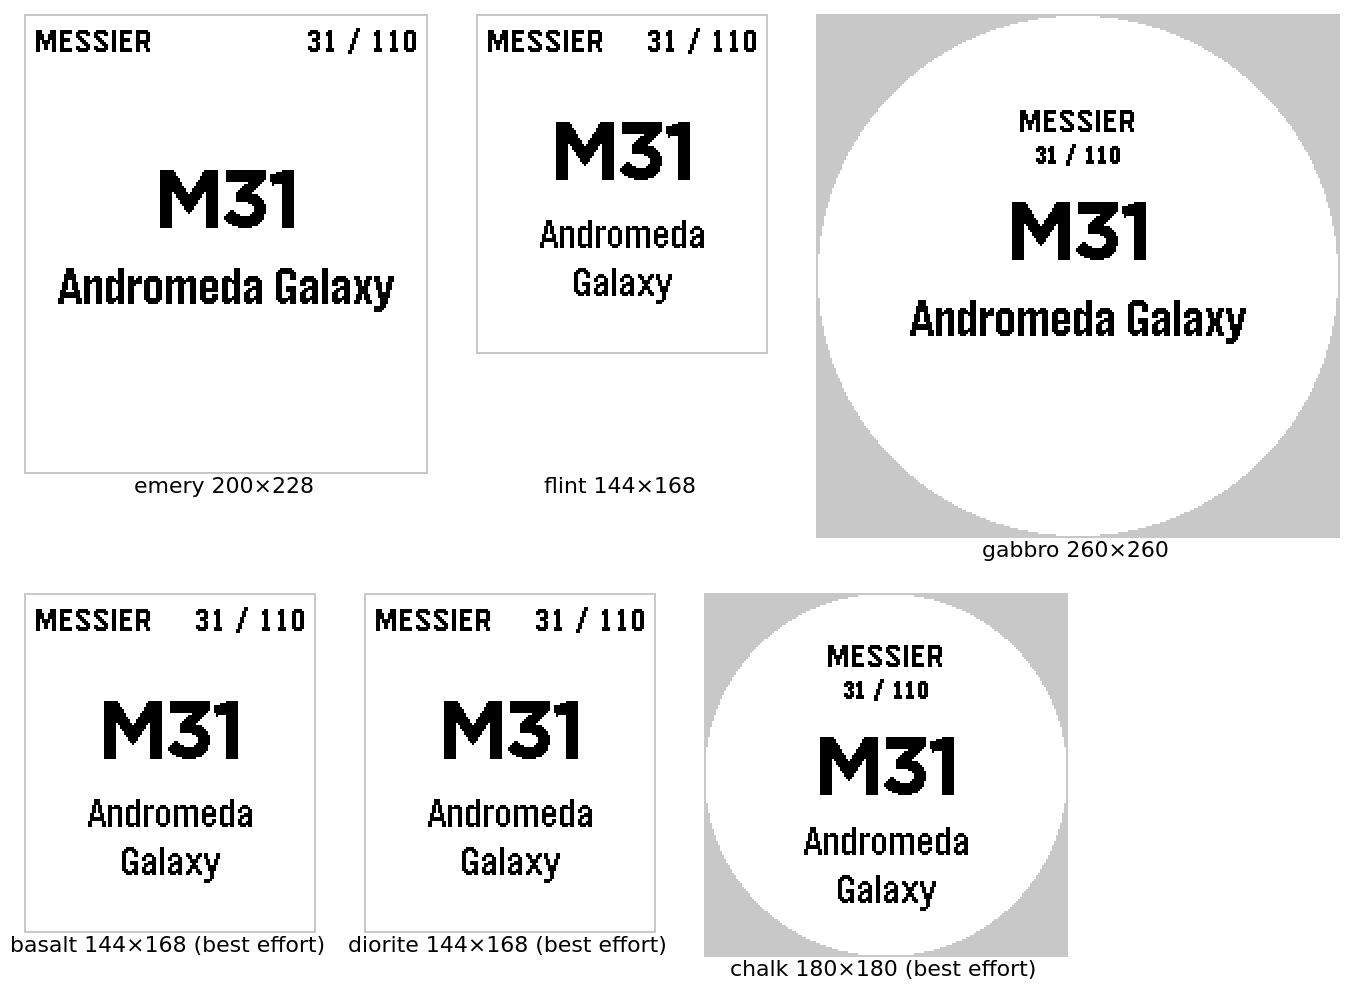 MESSIER 31 / 110
M31
Andromeda Galaxy
emery 200×228
MESSIER 31 / 110
M31
Andromeda
Galaxy
flint 144×168
MESSIER
31 / 110
M31
Andromeda Galaxy
gabbro 260×260
MESSIER 31 / 110
M31
Andromeda
Galaxy
basalt 144×168 (best effort)
MESSIER 31 / 110
M31
Andromeda
Galaxy
diorite 144×168 (best effort)
MESSIER
31 / 110
M31
Andromeda
Galaxy
chalk 180×180 (best effort)